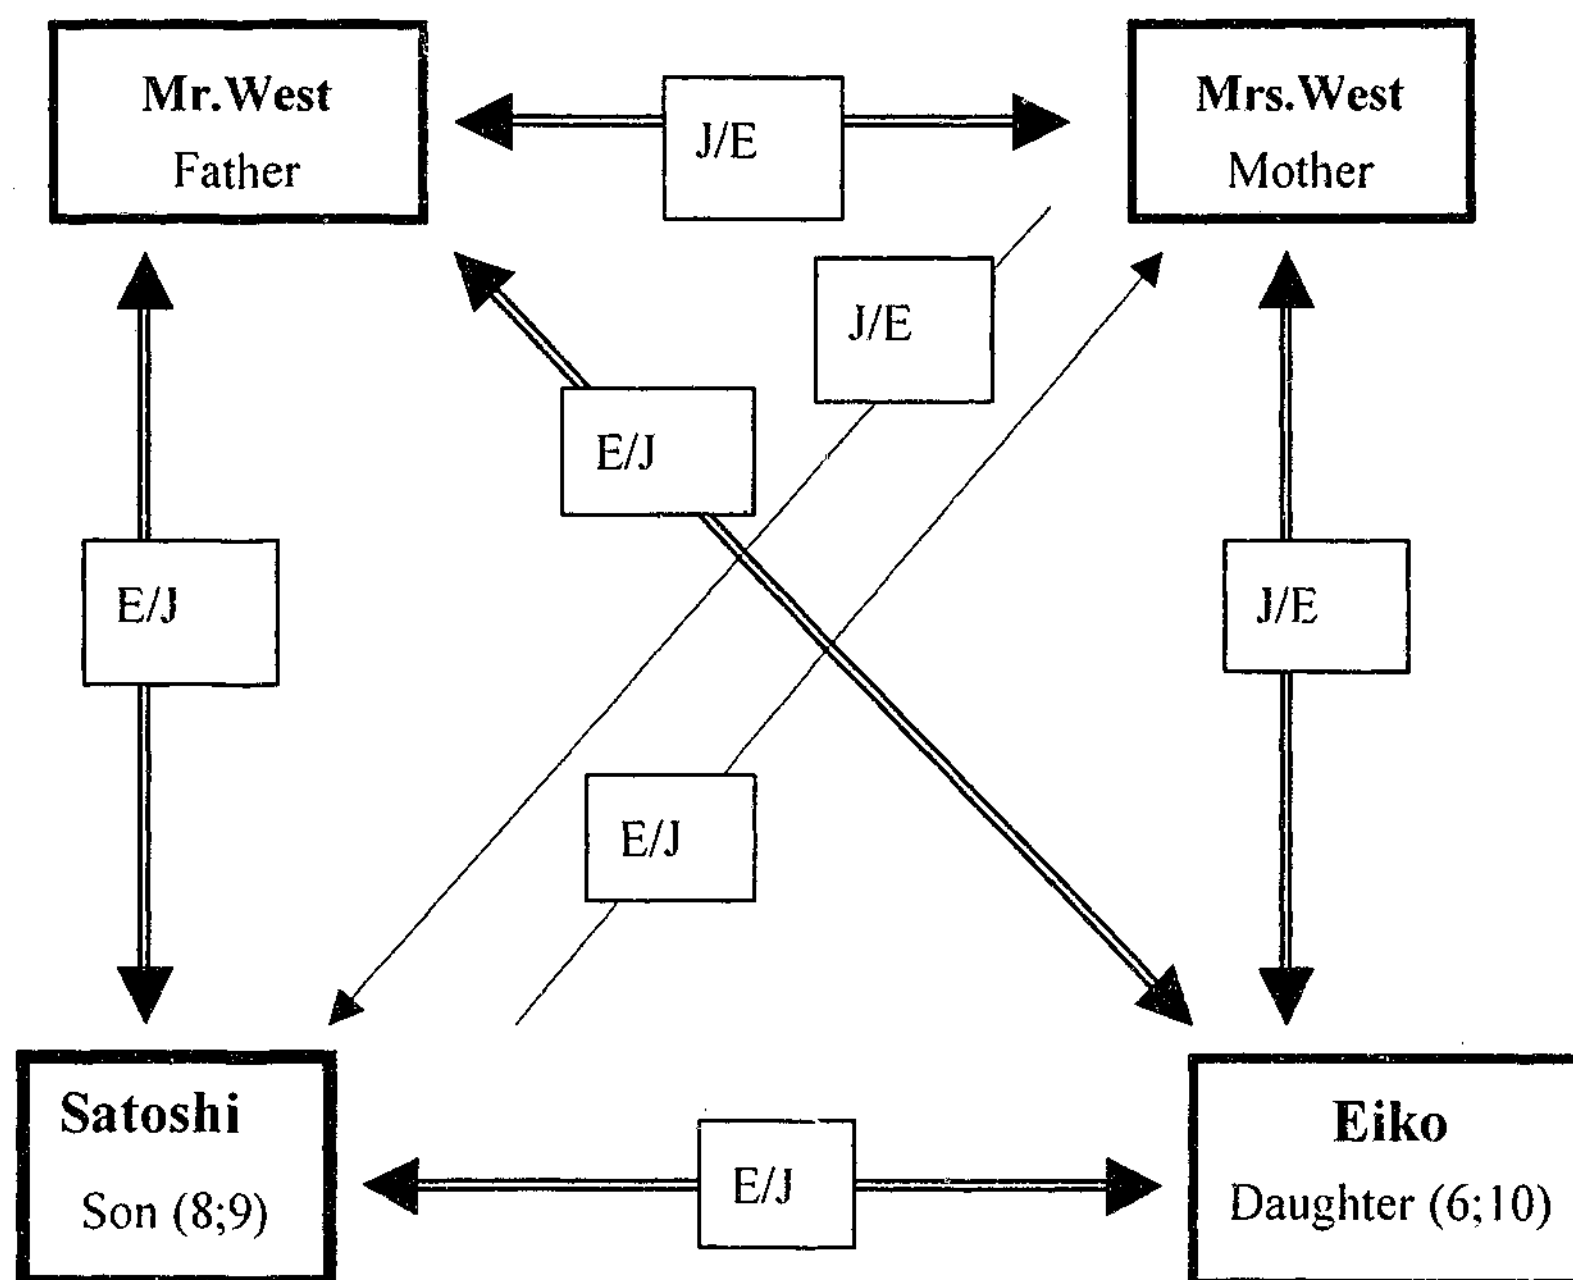 Mr.West
Father
J/E
Mrs.West
Mother
J/E
E/J
E/J
J/E
E/J
Satoshi
Son (8;9)
E/J
Eiko
Daughter (6;10)